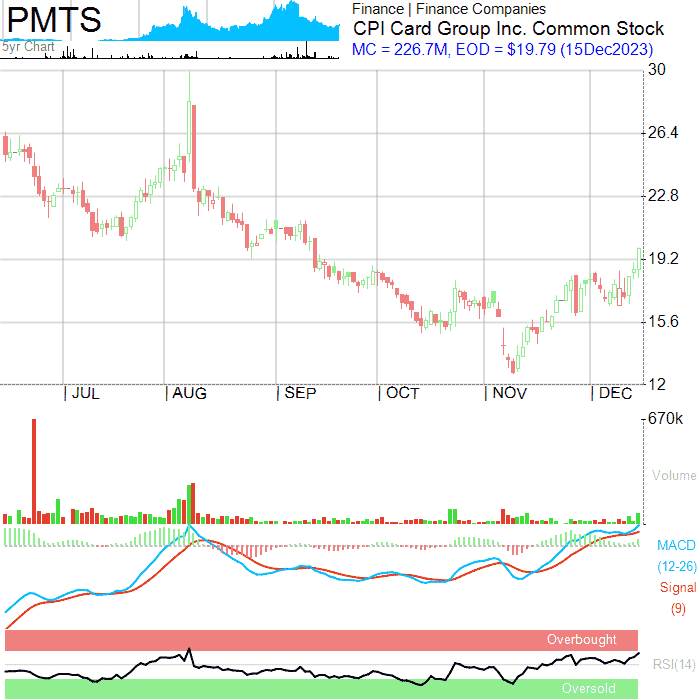 PMTS
5yr Chart
Finance | Finance Companies
CPI Card Group Inc. Common Stock
MC = 226.7M, EOD = $19.79 (15Dec2023)
30
26.4
22.8
19.2
15.6
12
| JUL | AUG | SEP | OCT | NOV | DEC
670k
Volume
MACD
(12-26)
Signal
(9)
Overbought
RSI(14)
Oversold